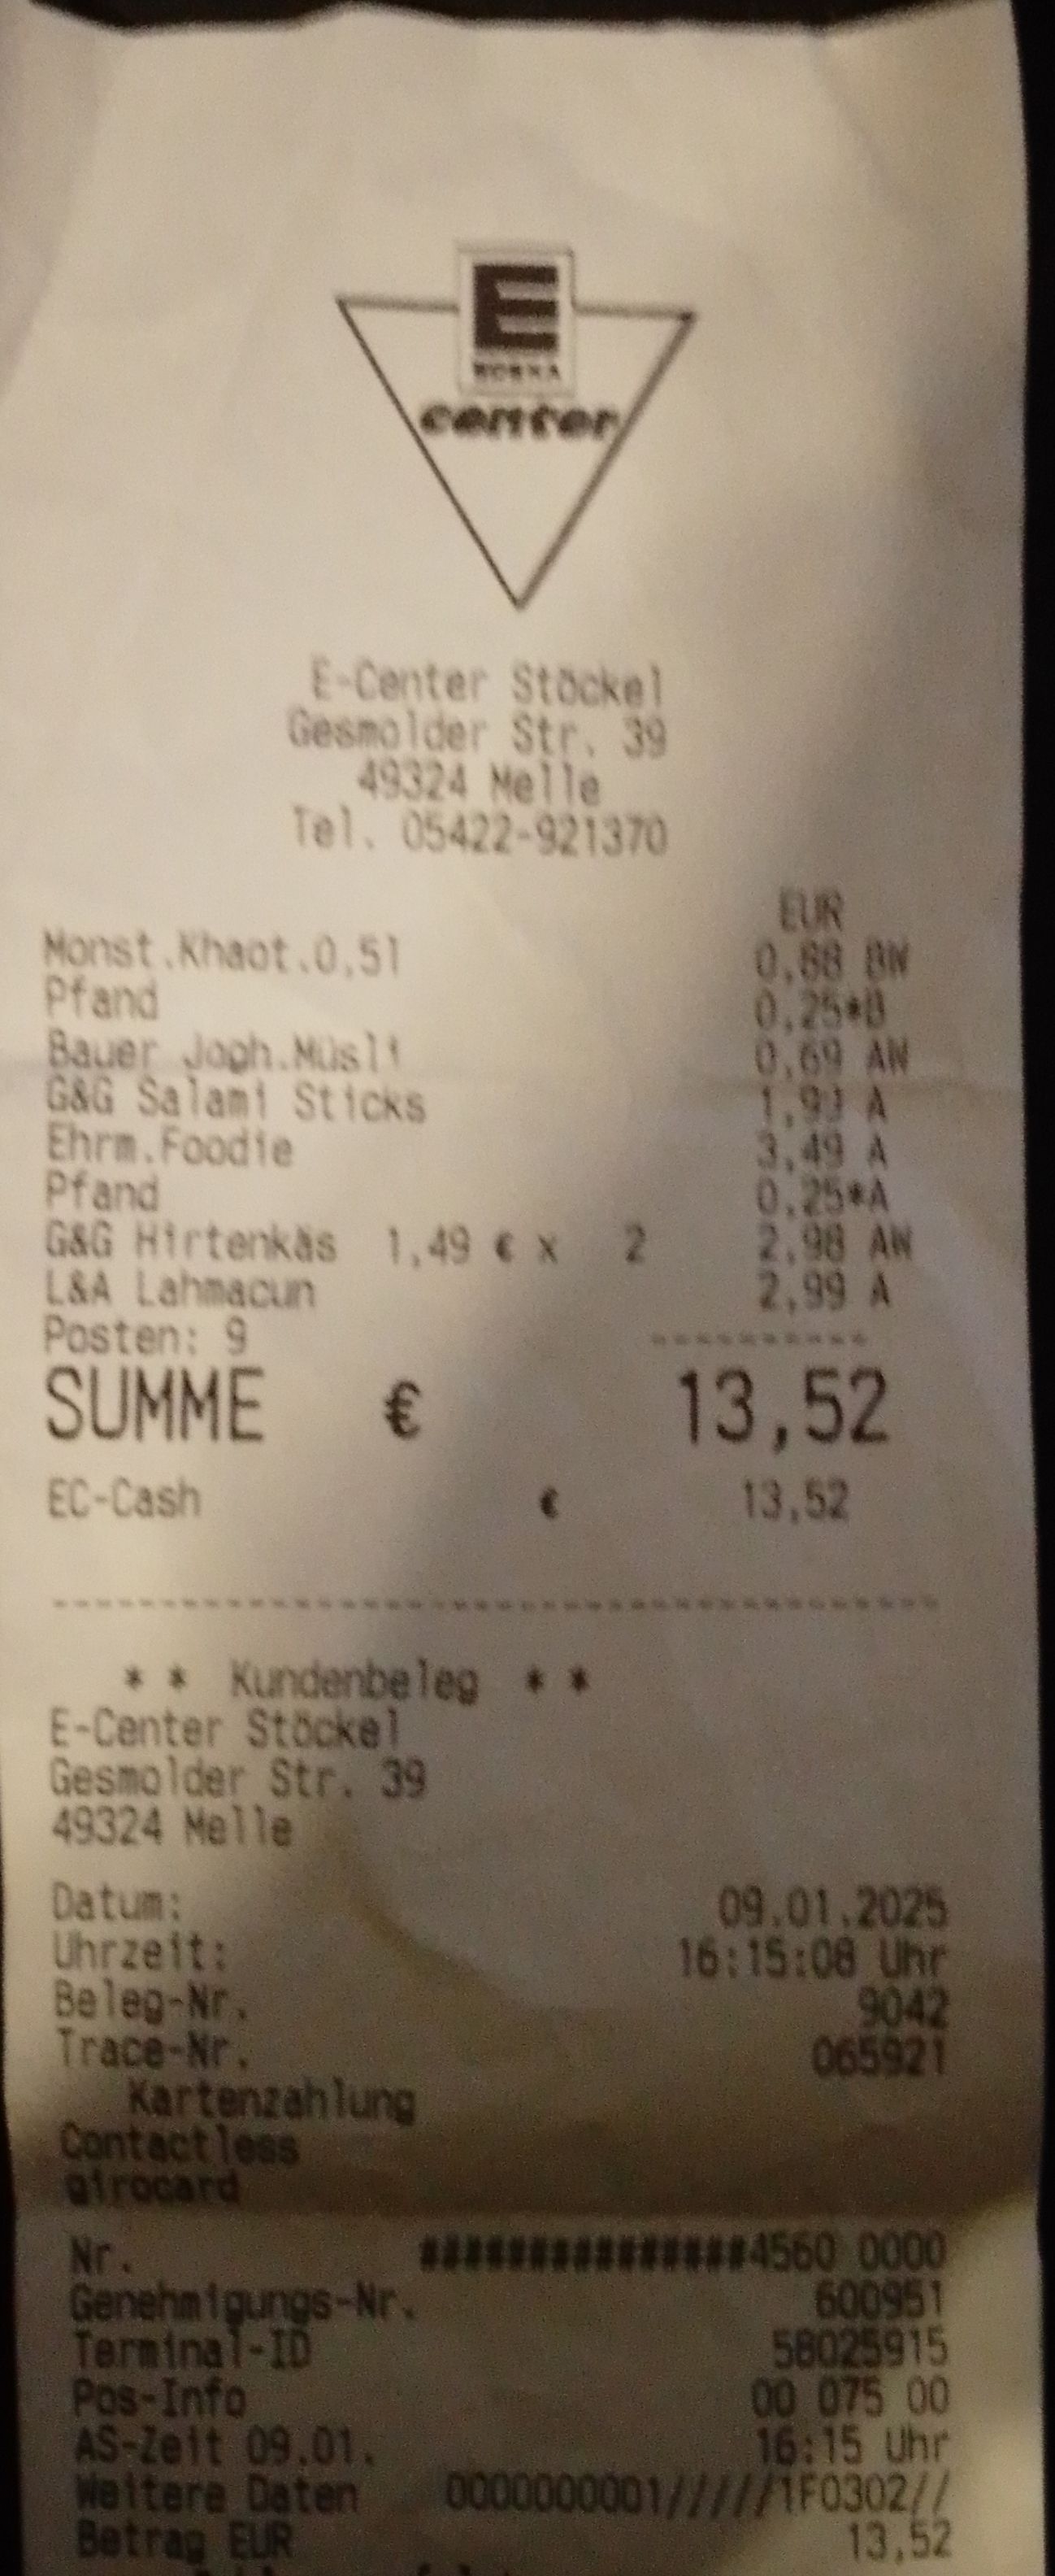 E
EDEKA
center
E-Center Stöckel
Gesmolder Str. 39
49324 Melle
Tel. 05422-921370
EUR
Monst.Khaot.0,5l 0,88 BW
Pfand 0,25*B
Bauer Jogh.Müsli 0,69 AW
G&G Salami Sticks 1,99 A
Ehrm.Foodie 3,49 A
Pfand 0,25*A
G&G Hirtenkäs 1,49 € x 2 2,98 AW
L&A Lahmacun 2,99 A
Posten: 9
SUMME € 13,52
EC-Cash € 13,52
* * Kundenbeleg * *
E-Center Stöckel
Gesmolder Str. 39
49324 Melle
Datum: 09.01.2025
Uhrzeit: 16:15:08 Uhr
Beleg-Nr. 9042
Trace-Nr. 065921
Kartenzahlung
Contactless
girocard
Nr. ###############4560 0000
Genehmigungs-Nr. 600951
Terminal-ID 58025915
Pos-Info 00 075 00
AS-Zeit 09.01. 16:15 Uhr
Weitere Daten 0000000001//////1F0302//
Betrag EUR 13,52